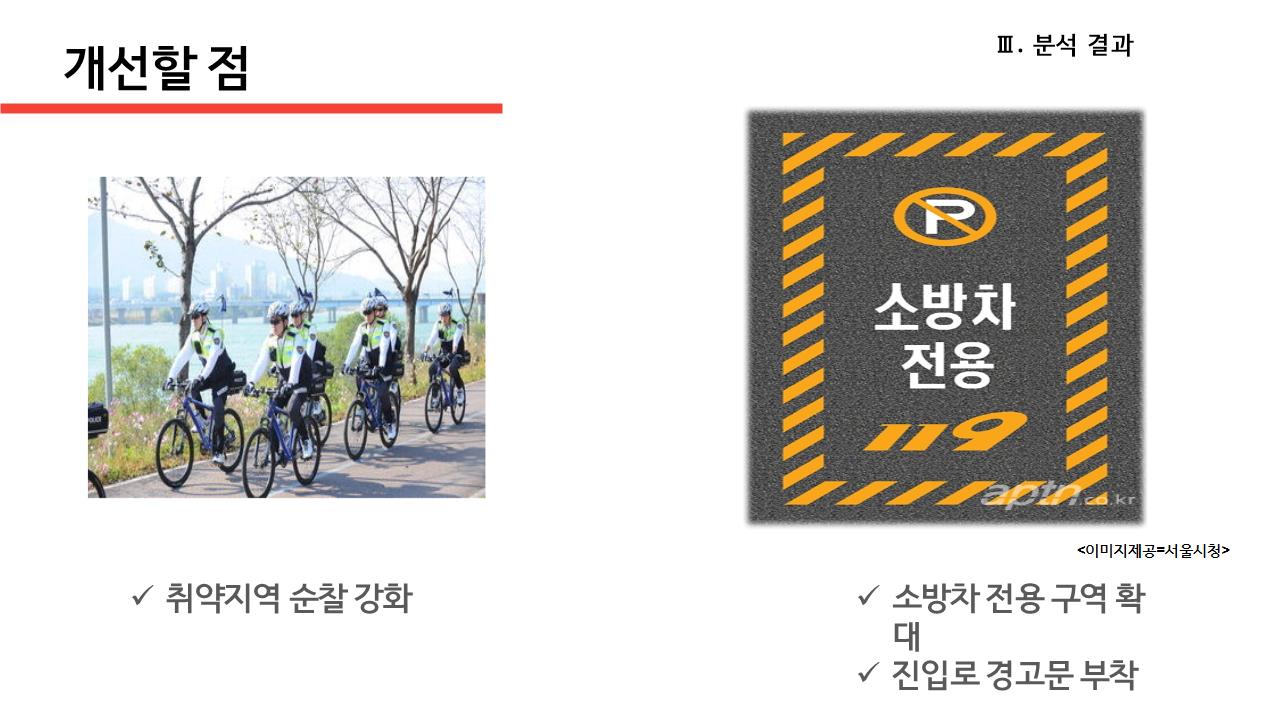 개선할 점
Ⅲ. 분석 결과
POLICE
P
소방차
전용
119
aptn.co.kr
<이미지제공=서울시청>
✓ 취약지역 순찰 강화
✓ 소방차 전용 구역 확
대
✓ 진입로 경고문 부착